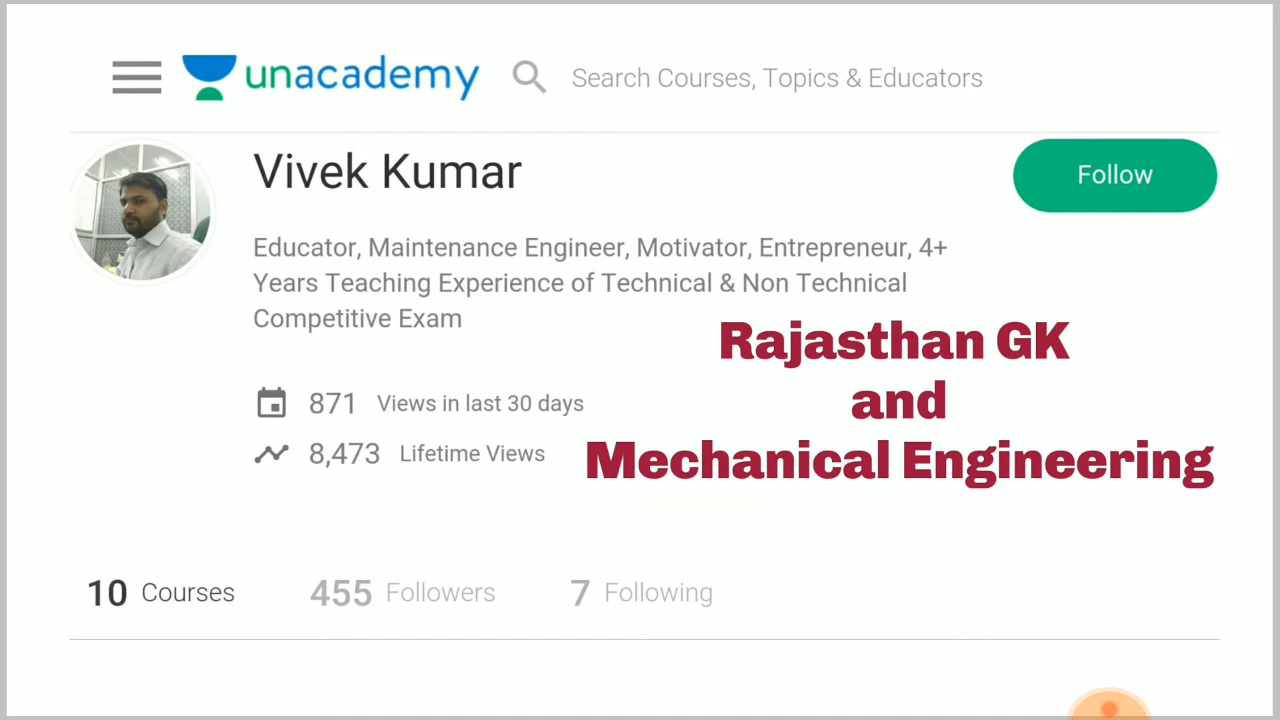 unacademy
Search Courses, Topics & Educators
Vivek Kumar
Follow
Educator, Maintenance Engineer, Motivator, Entrepreneur, 4+
Years Teaching Experience of Technical & Non Technical
Competitive Exam
Rajasthan GK
and
Mechanical Engineering
871 Views in last 30 days
8,473 Lifetime Views
10 Courses
455 Followers
7 Following